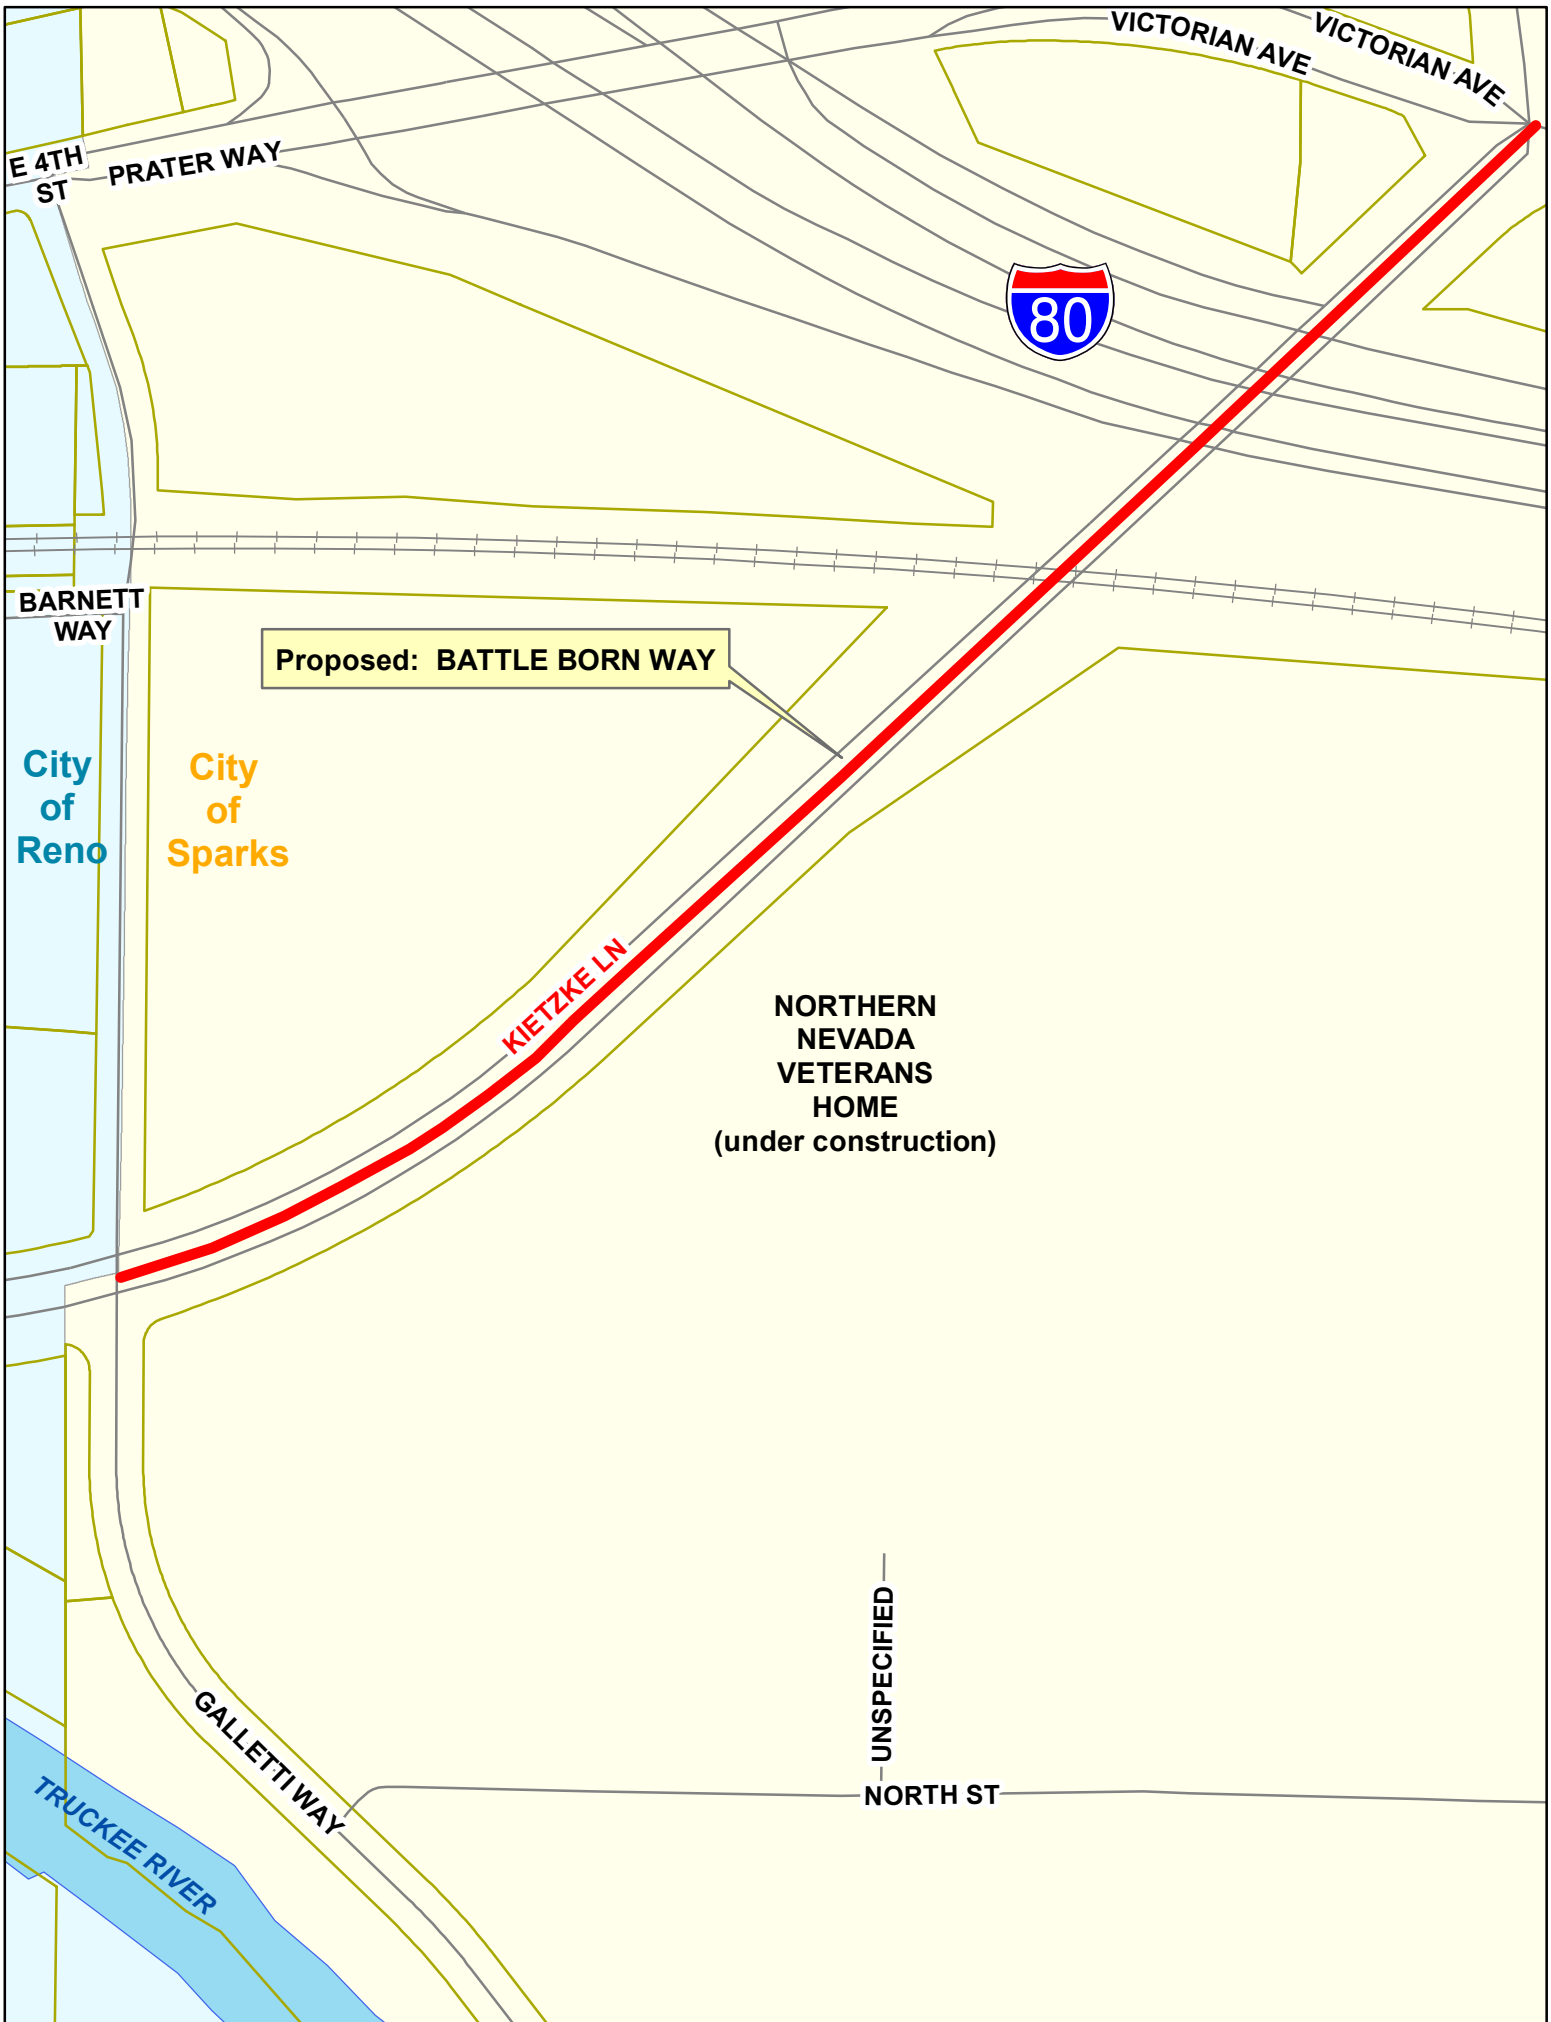 VICTORIAN AVE
VICTORIAN AVE
E 4TH
ST
PRATER WAY
80
BARNETT
WAY
Proposed: BATTLE BORN WAY
City
of
Reno
City
of
Sparks
KIETZKE LN
NORTHERN
NEVADA
VETERANS
HOME
(under construction)
UNSPECIFIED
GALLETTI WAY
NORTH ST
TRUCKEE RIVER